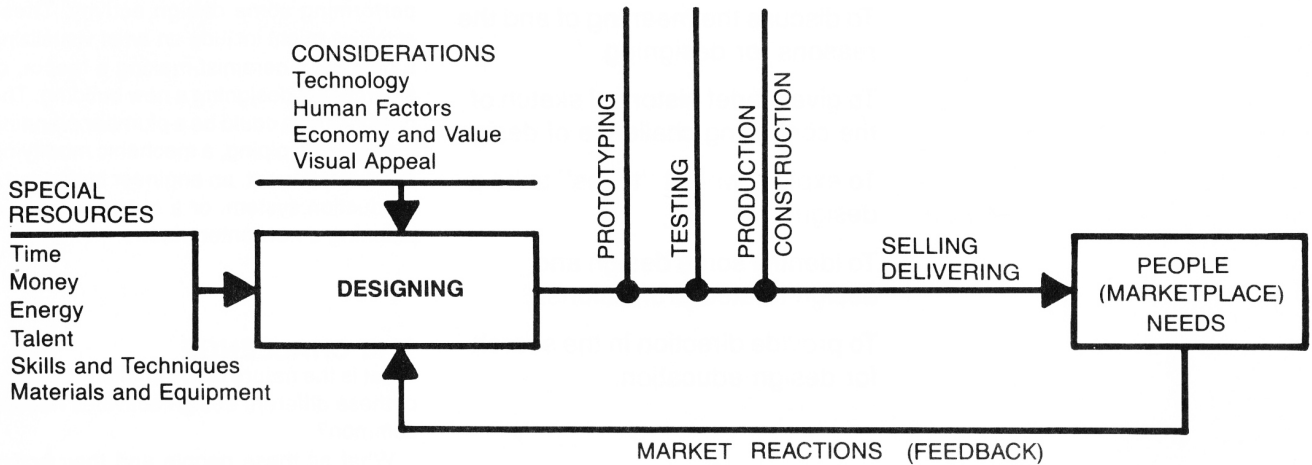 CONSIDERATIONS
Technology
Human Factors
Economy and Value
Visual Appeal
SPECIAL
RESOURCES
Time
Money
Energy
Talent
Skills and Techniques
Materials and Equipment
DESIGNING
PROTOTYPING
TESTING
PRODUCTION
CONSTRUCTION
SELLING
DELIVERING
PEOPLE
(MARKETPLACE)
NEEDS
MARKET REACTIONS (FEEDBACK)